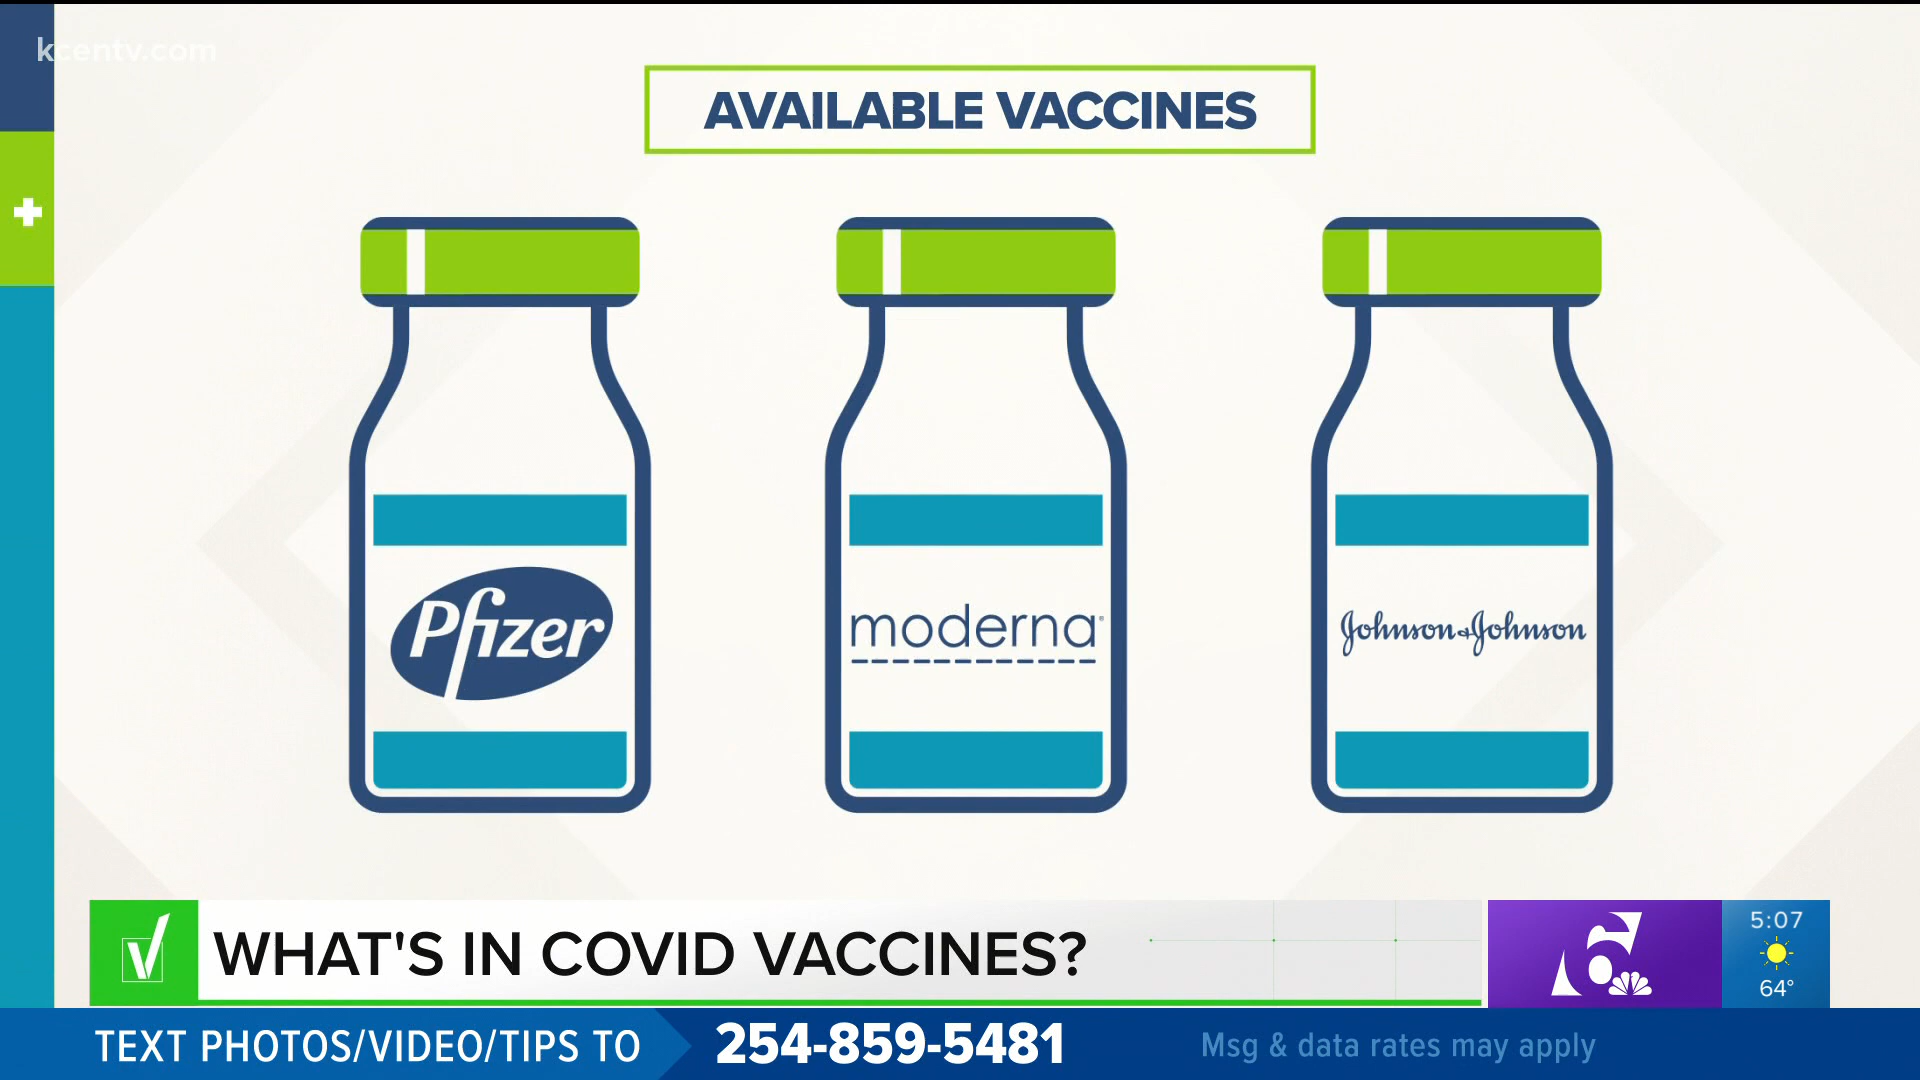 kcentv.com
AVAILABLE VACCINES
Pfizer
moderna
Johnson & Johnson
WHAT'S IN COVID VACCINES?
6
5:07
64°
TEXT PHOTOS/VIDEO/TIPS TO 254-859-5481 Msg & data rates may apply